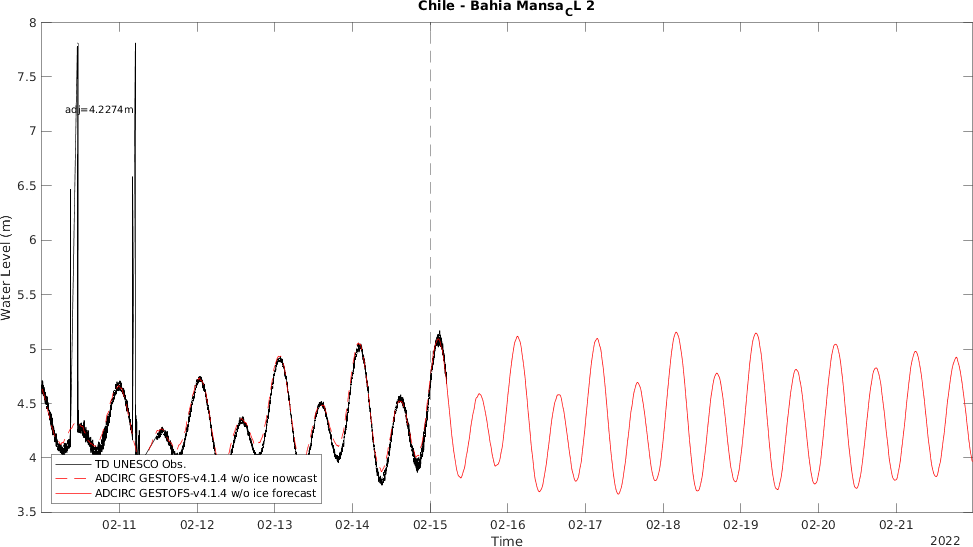 Chile - Bahia Mansa_CL 2
8
7.5
7
6.5
6
5.5
5
4.5
4
3.5
Water Level (m)
adj=4.2274m
TD UNESCO Obs.
ADCIRC GESTOFS-v4.1.4 w/o ice nowcast
ADCIRC GESTOFS-v4.1.4 w/o ice forecast
02-11 02-12 02-13 02-14 02-15 02-16 02-17 02-18 02-19 02-20 02-21
Time
2022